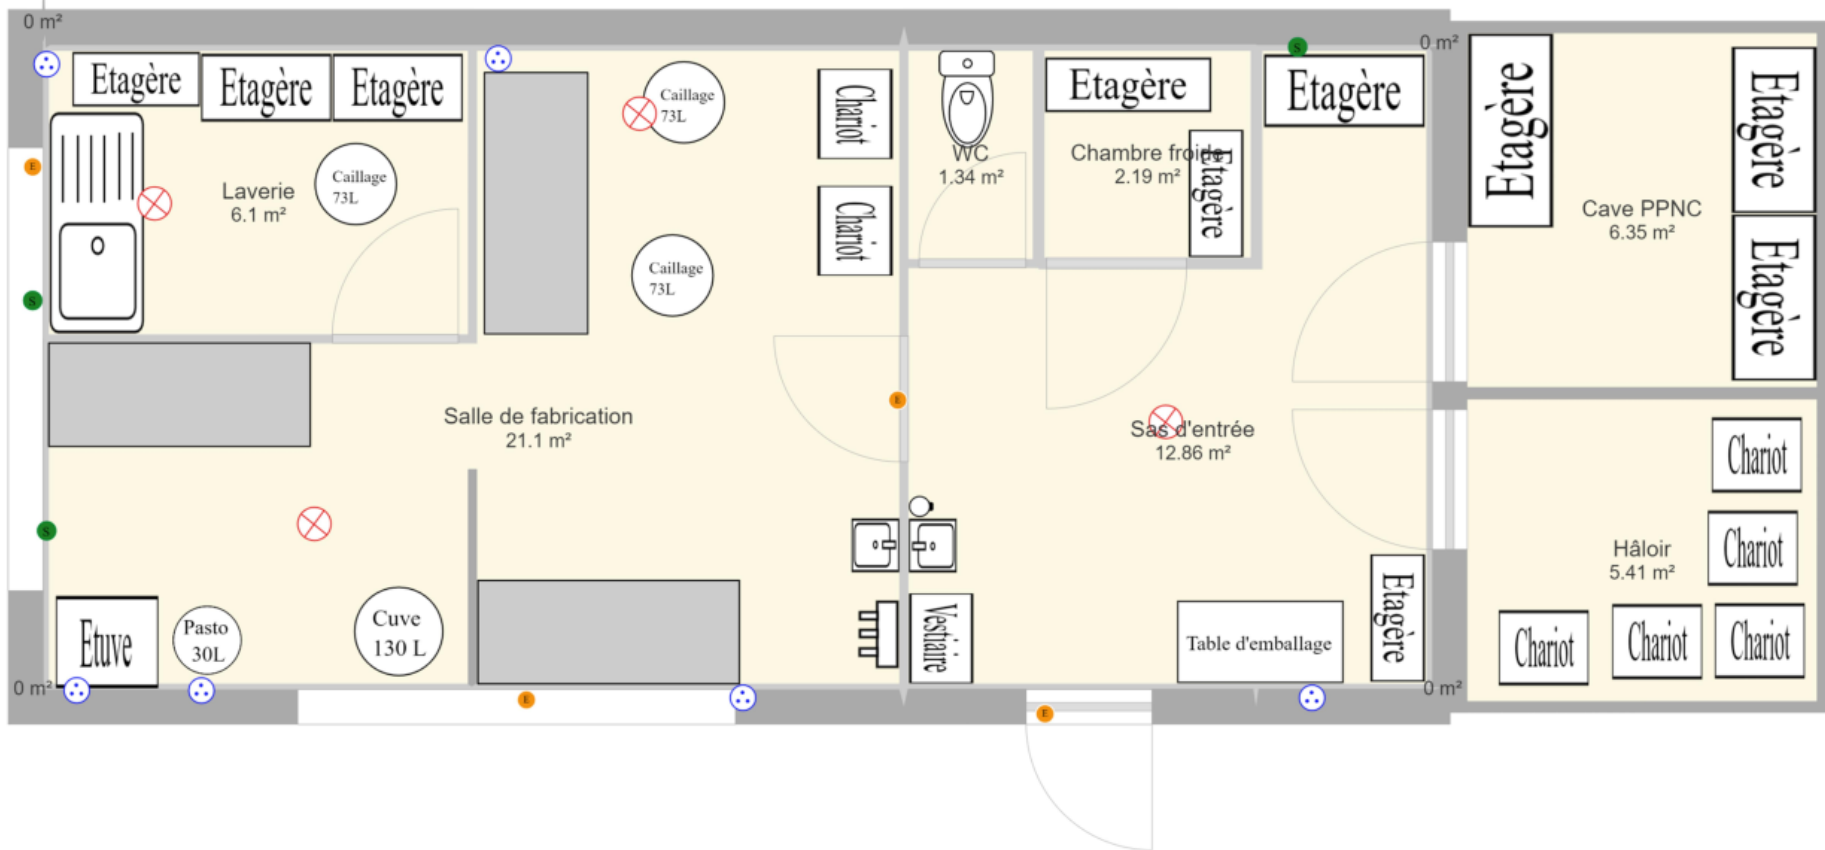 0 m²
0 m²
Etagère
Etagère
Etagère
Laverie
6.1 m²
Caillage
73L
E
S
Caillage
73L
Caillage
73L
Chariot
Chariot
WC
1.34 m²
Etagère
Chambre froide
2.19 m²
Etagère
S
Etagère
Etagère
Etagère
Etagère
Cave PPNC
6.35 m²
Salle de fabrication
21.1 m²
E
Sas d'entrée
12.86 m²
S
Etuve
Pasto
30L
Cuve
130 L
Vestiaire
Table d'emballage
Etagère
Chariot
Chariot
Hâloir
5.41 m²
Chariot
Chariot
Chariot
0 m²
0 m²
E
E